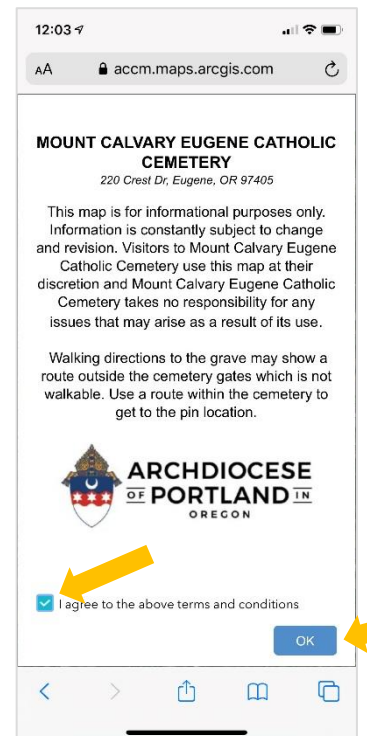 12:03
AA accm.maps.arcgis.com
MOUNT CALVARY EUGENE CATHOLIC
CEMETERY
220 Crest Dr, Eugene, OR 97405
This map is for informational purposes only.
Information is constantly subject to change
and revision. Visitors to Mount Calvary Eugene
Catholic Cemetery use this map at their
discretion and Mount Calvary Eugene Catholic
Cemetery takes no responsibility for any
issues that may arise as a result of its use.
Walking directions to the grave may show a
route outside the cemetery gates which is not
walkable. Use a route within the cemetery to
get to the pin location.
ARCHDIOCESE
OF PORTLAND IN
OREGON
I agree to the above terms and conditions
OK